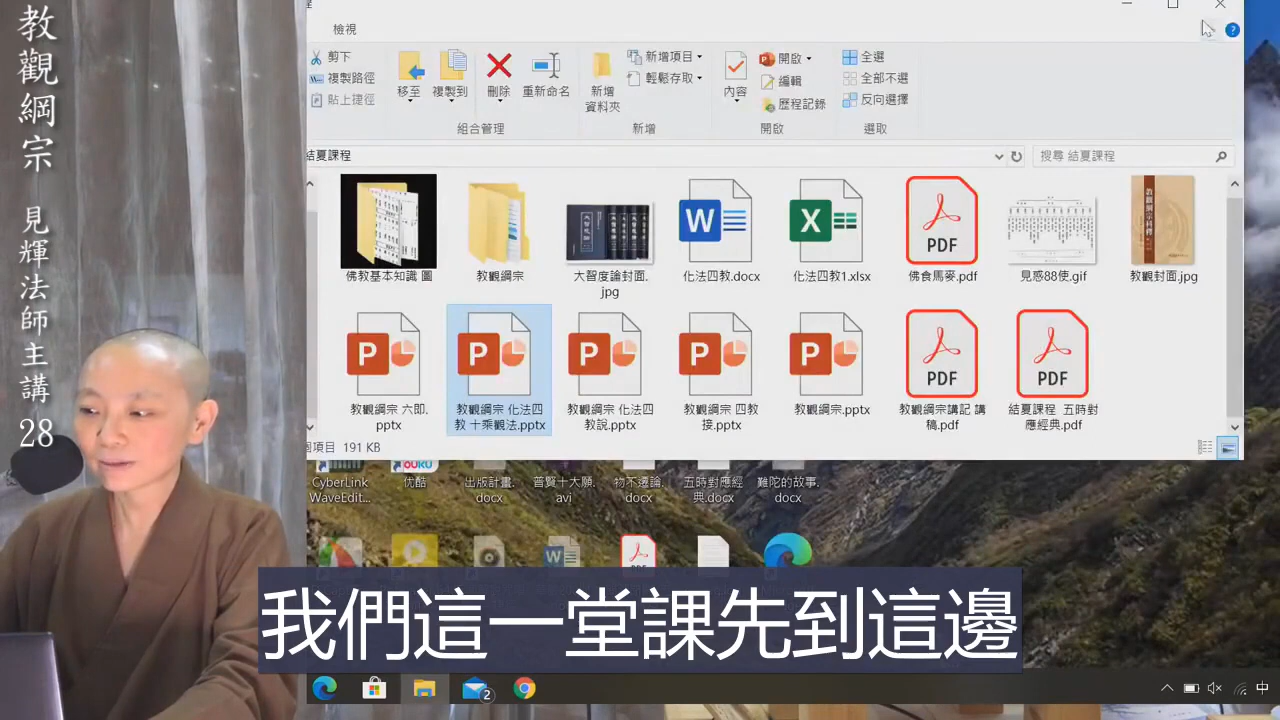 教觀綱宗 見輝法師主講 28
檢視
剪下
複製路徑
貼上捷徑
移至
複製到
刪除
重新命名
組合管理
新增資料夾
新增項目
輕鬆存取
新增
內容
開啟
編輯
歷程記錄
開啟
全選
全部不選
反向選擇
選取
結夏課程
搜尋 結夏課程
佛教基本知識 圖
教觀綱宗
大智度論封面.
jpg
化法四教.docx
化法四教1.xlsx
佛食馬麥.pdf
見惑88使.gif
教觀封面.jpg
教觀綱宗 六即.
pptx
教觀綱宗 化法四
教 十乘觀法.pptx
教觀綱宗 化法四
教說.pptx
教觀綱宗 四教
接.pptx
教觀綱宗.pptx
教觀綱宗講記 講
稿.pdf
結夏課程 五時對
應經典.pdf
項目 191 KB
CyberLink
WaveEdit...
优酷
出版計畫.
docx
普賢十大願.
avi
物不遷論.
docx
五時對應經
典.docx
難陀的故事.
docx
我們這一堂課先到這邊
2
中